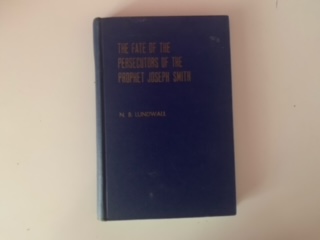 THE FATE OF THE
PERSECUTORS OF THE
PROPHET JOSEPH SMITH
N. B. LUNDWALL